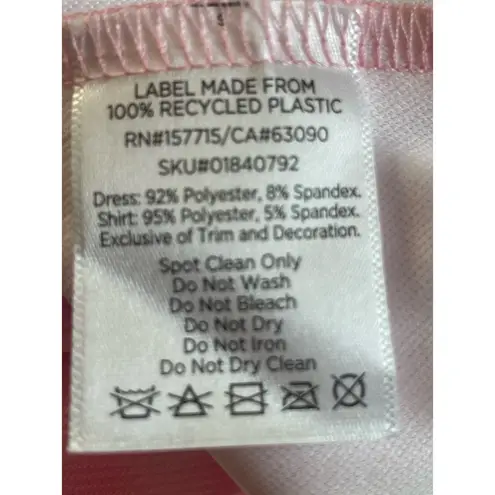 LABEL MADE FROM
100% RECYCLED PLASTIC
RN#157715/CA#63090
SKU#01840792
Dress: 92% Polyester, 8% Spandex.
Shirt: 95% Polyester, 5% Spandex.
Exclusive of Trim and Decoration.
Spot Clean Only
Do Not Wash
Do Not Bleach
Do Not Dry
Do Not Iron
Do Not Dry Clean